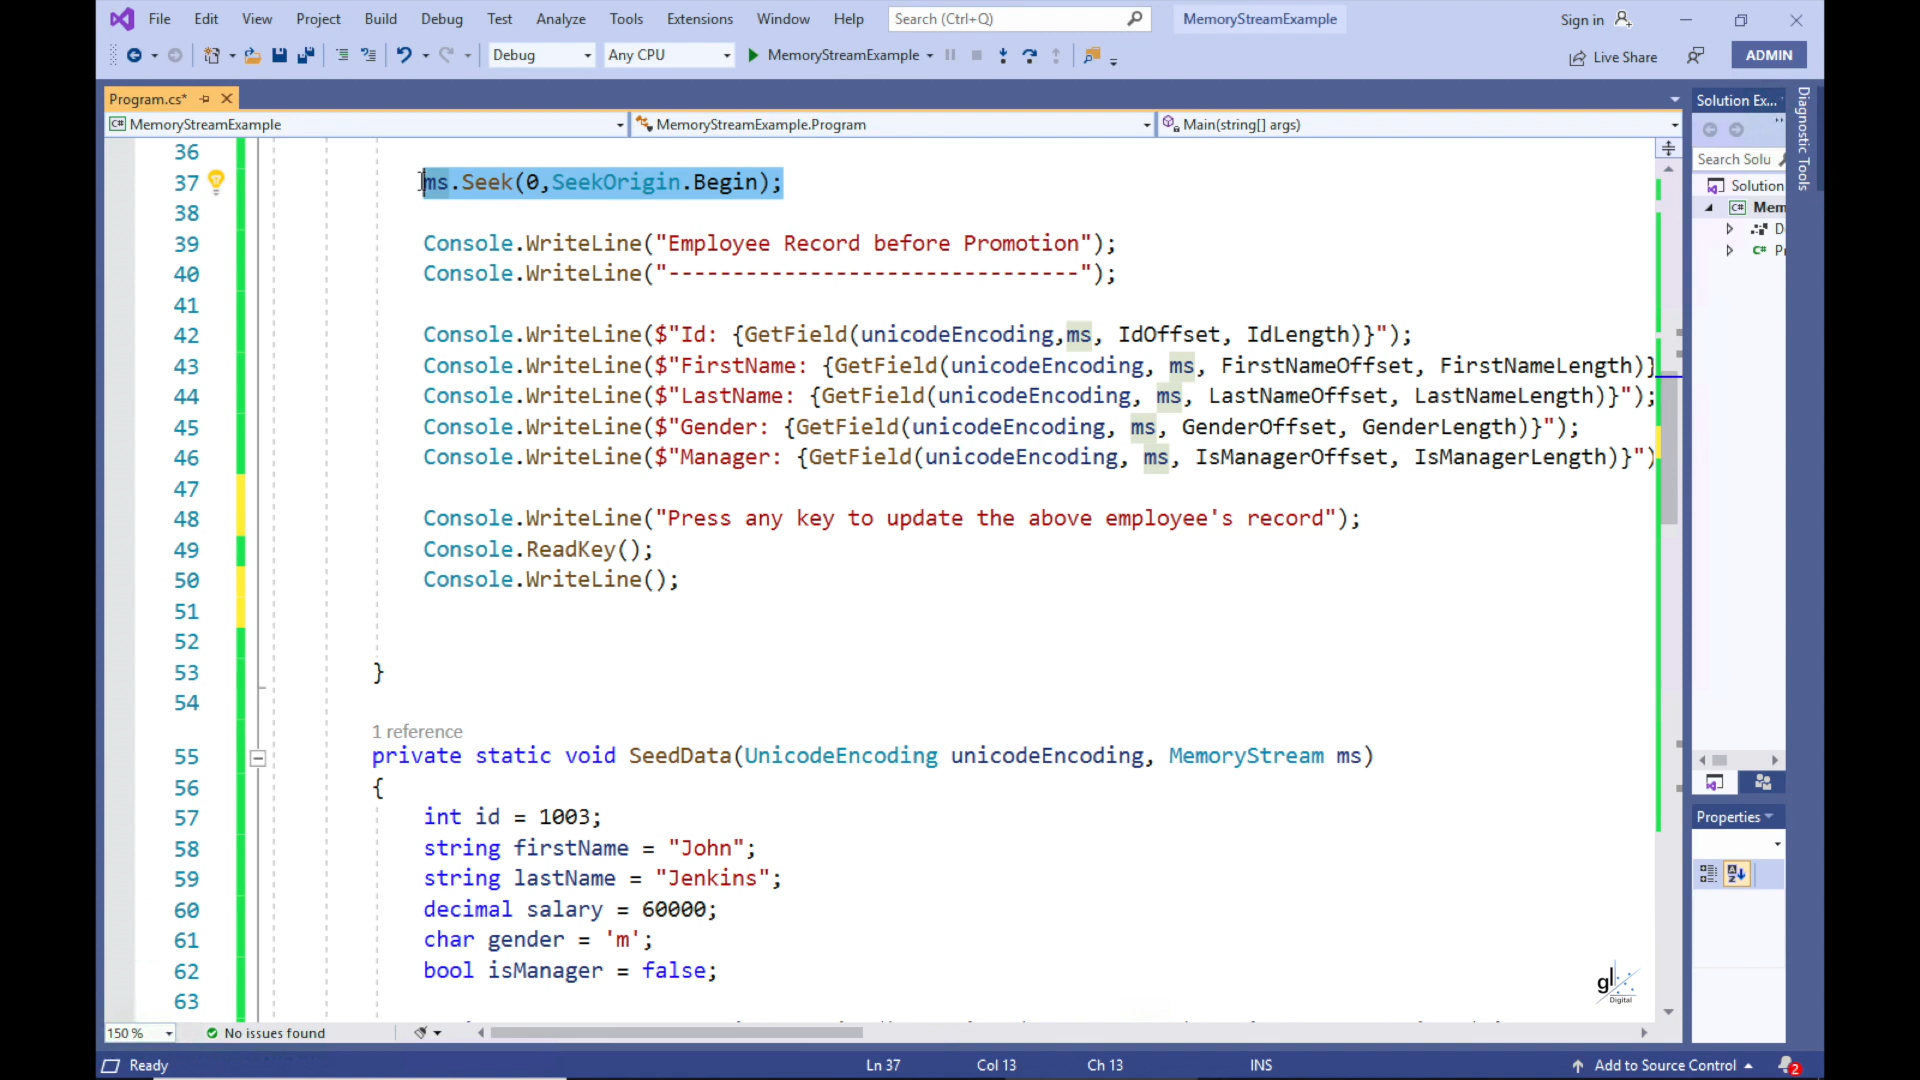 File Edit View Project Build Debug Test Analyze Tools Extensions Window Help Search (Ctrl+Q) MemoryStreamExample Sign in
Debug Any CPU MemoryStreamExample Live Share ADMIN
Program.cs* Solution Ex... Diagnostic Tools
C# MemoryStreamExample MemoryStreamExample.Program Main(string[] args)
Search Solu
Solution
C# Mem
D
C# Pr
36
37 ms.Seek(0,SeekOrigin.Begin);
38
39 Console.WriteLine("Employee Record before Promotion");
40 Console.WriteLine("--------------------------------");
41
42 Console.WriteLine($"Id: {GetField(unicodeEncoding,ms, IdOffset, IdLength)}");
43 Console.WriteLine($"FirstName: {GetField(unicodeEncoding, ms, FirstNameOffset, FirstNameLength)}
44 Console.WriteLine($"LastName: {GetField(unicodeEncoding, ms, LastNameOffset, LastNameLength)}");
45 Console.WriteLine($"Gender: {GetField(unicodeEncoding, ms, GenderOffset, GenderLength)}");
46 Console.WriteLine($"Manager: {GetField(unicodeEncoding, ms, IsManagerOffset, IsManagerLength)}")
47
48 Console.WriteLine("Press any key to update the above employee's record");
49 Console.ReadKey();
50 Console.WriteLine();
51
52
53 }
54
1 reference
55 private static void SeedData(UnicodeEncoding unicodeEncoding, MemoryStream ms)
56 {
57 int id = 1003;
58 string firstName = "John";
59 string lastName = "Jenkins";
60 decimal salary = 60000;
61 char gender = 'm';
62 bool isManager = false;
63
Properties
gl
Digital
150 % No issues found
Ready Ln 37 Col 13 Ch 13 INS Add to Source Control 2